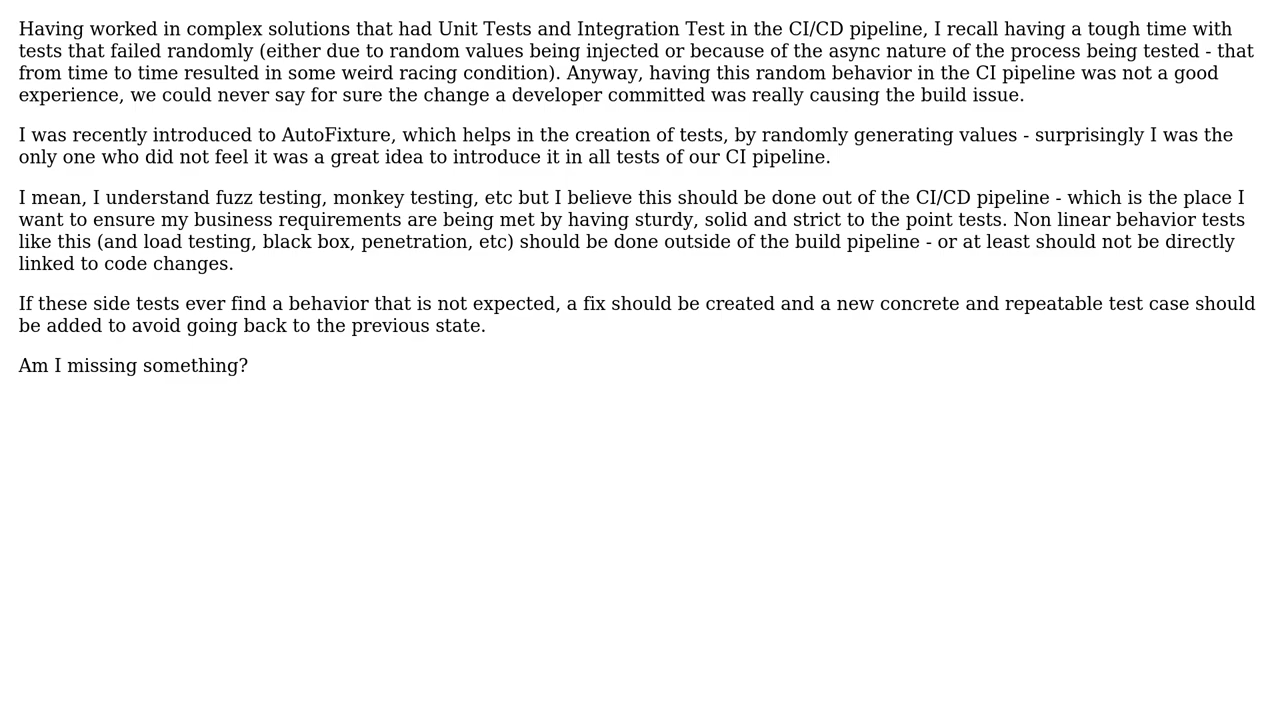 Having worked in complex solutions that had Unit Tests and Integration Test in the CI/CD pipeline, I recall having a tough time with
tests that failed randomly (either due to random values being injected or because of the async nature of the process being tested - that
from time to time resulted in some weird racing condition). Anyway, having this random behavior in the CI pipeline was not a good
experience, we could never say for sure the change a developer committed was really causing the build issue.
I was recently introduced to AutoFixture, which helps in the creation of tests, by randomly generating values - surprisingly I was the
only one who did not feel it was a great idea to introduce it in all tests of our CI pipeline.
I mean, I understand fuzz testing, monkey testing, etc but I believe this should be done out of the CI/CD pipeline - which is the place I
want to ensure my business requirements are being met by having sturdy, solid and strict to the point tests. Non linear behavior tests
like this (and load testing, black box, penetration, etc) should be done outside of the build pipeline - or at least should not be directly
linked to code changes.
If these side tests ever find a behavior that is not expected, a fix should be created and a new concrete and repeatable test case should
be added to avoid going back to the previous state.
Am I missing something?